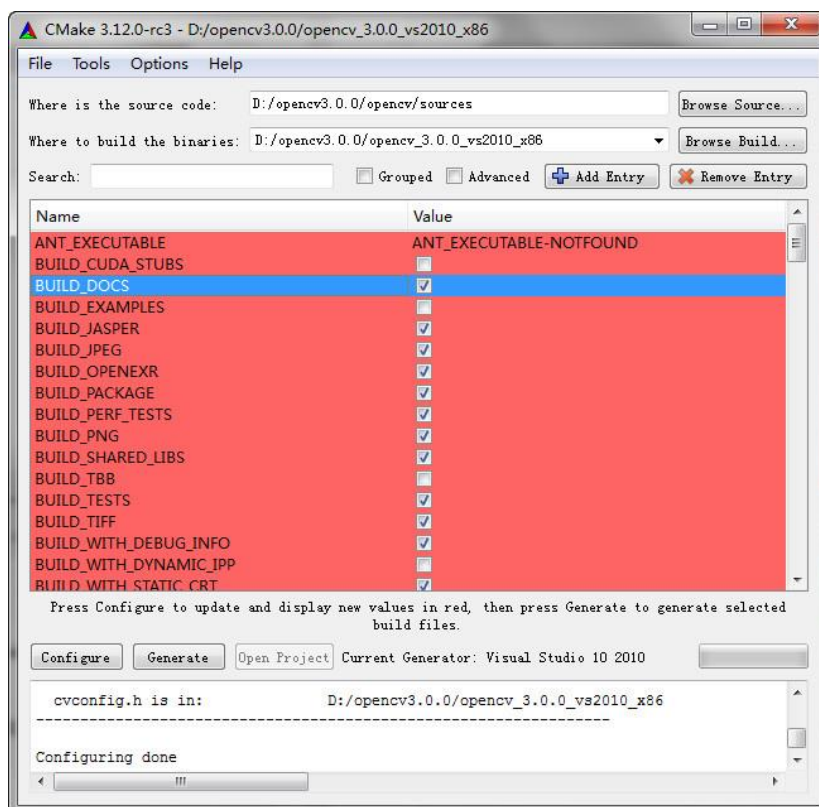 CMake 3.12.0-rc3 - D:/opencv3.0.0/opencv_3.0.0_vs2010_x86
File Tools Options Help
Where is the source code: D:/opencv3.0.0/opencv/sources Browse Source...
Where to build the binaries: D:/opencv3.0.0/opencv_3.0.0_vs2010_x86 Browse Build...
Search: Grouped Advanced Add Entry Remove Entry
Name Value
ANT_EXECUTABLE ANT_EXECUTABLE-NOTFOUND
BUILD_CUDA_STUBS
BUILD_DOCS
BUILD_EXAMPLES
BUILD_JASPER
BUILD_JPEG
BUILD_OPENEXR
BUILD_PACKAGE
BUILD_PERF_TESTS
BUILD_PNG
BUILD_SHARED_LIBS
BUILD_TBB
BUILD_TESTS
BUILD_TIFF
BUILD_WITH_DEBUG_INFO
BUILD_WITH_DYNAMIC_IPP
BUILD_WITH_STATIC_CRT
Press Configure to update and display new values in red, then press Generate to generate selected
build files.
Configure Generate Open Project Current Generator: Visual Studio 10 2010
cvconfig.h is in: D:/opencv3.0.0/opencv_3.0.0_vs2010_x86
-----------------------------------------------------------------
Configuring done